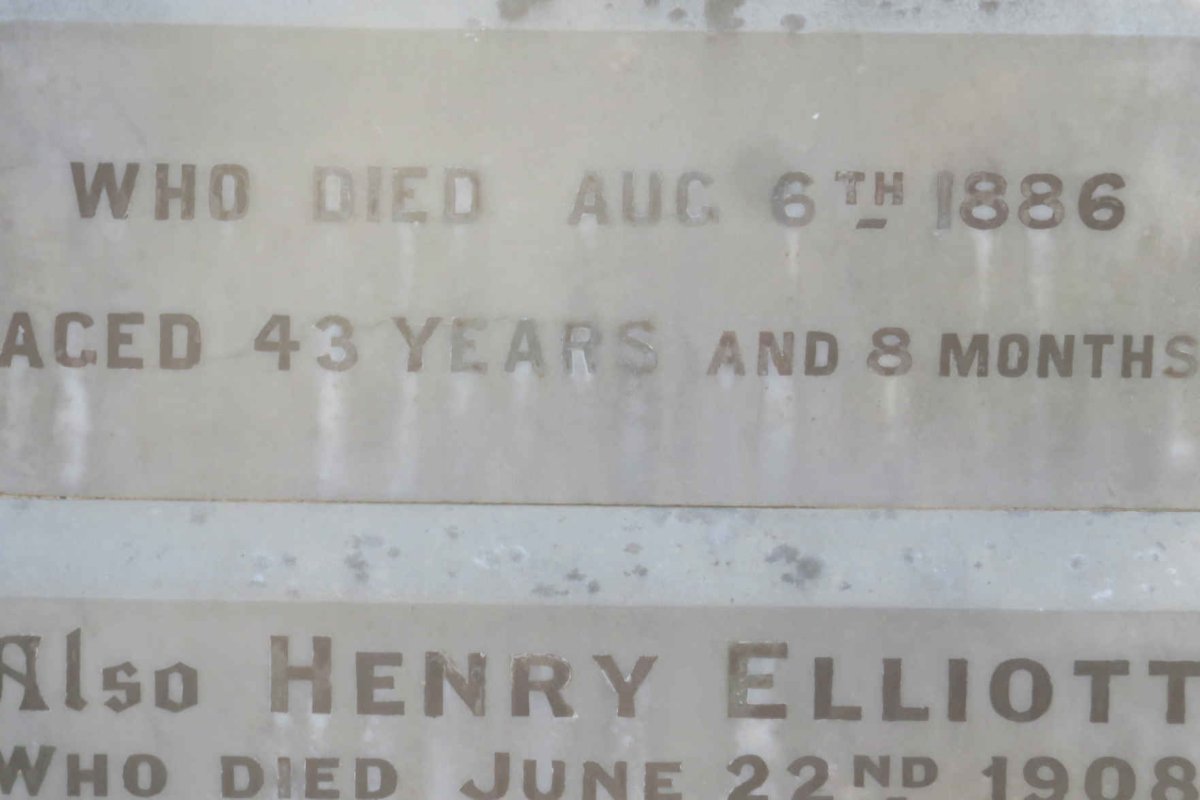 WHO DIED AUG 6TH 1886
AGED 43 YEARS AND 8 MONTHS
Also HENRY ELLIOTT
WHO DIED JUNE 22ND 1908